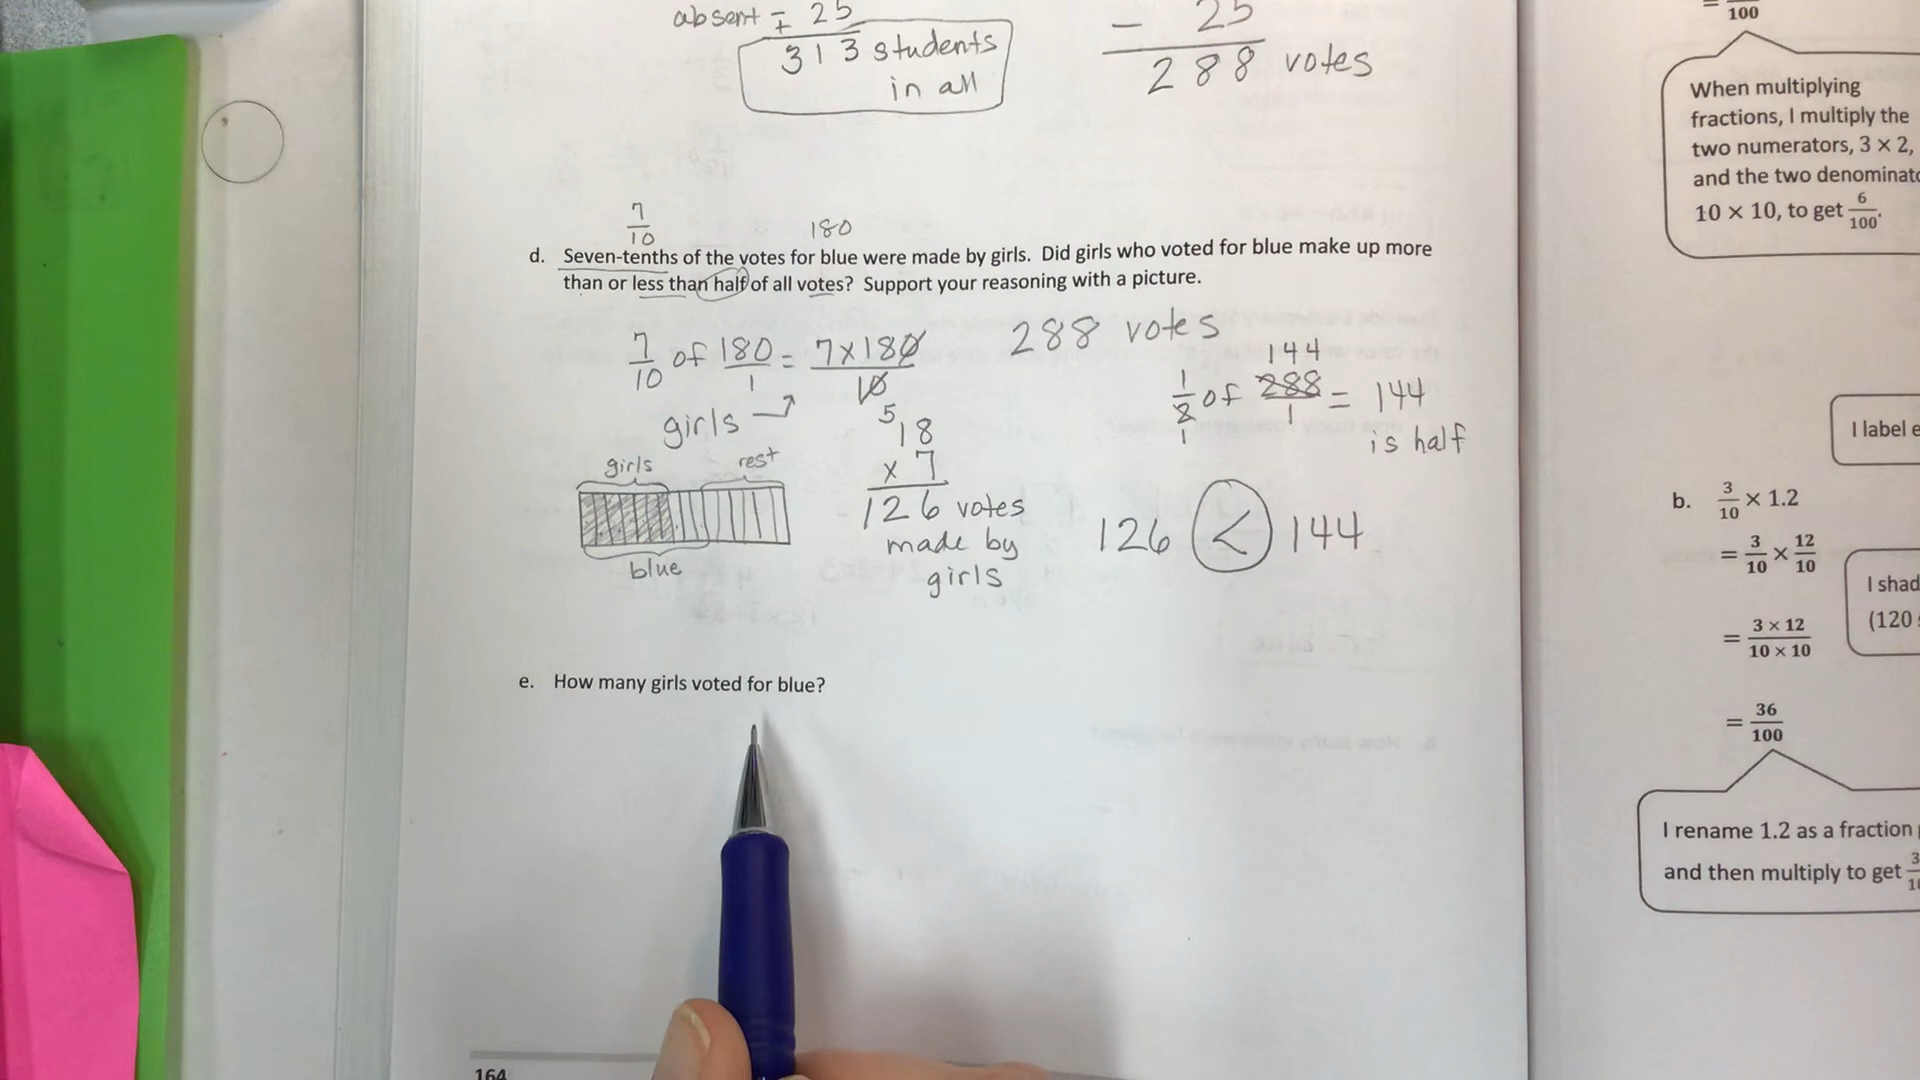 absent + 25
313 students
in all
- 25
288 votes
7/10
180
d. Seven-tenths of the votes for blue were made by girls. Did girls who voted for blue make up more
than or less than half of all votes? Support your reasoning with a picture.
7/10 of 180/1 = 7x180/10
girls →
girls rest
blue
5
18
x 7
126 votes
made by
girls
288 votes
144
1/2 of 288/1 = 144
1
is half
126 < 144
e. How many girls voted for blue?
164
= /100
When multiplying
fractions, I multiply the
two numerators, 3 × 2,
and the two denominato
10 × 10, to get 6/100.
I label e
b. 3/10 × 1.2
= 3/10 × 12/10
= 3 × 12/10 × 10
= 36/100
I shad
(120
I rename 1.2 as a fraction
and then multiply to get